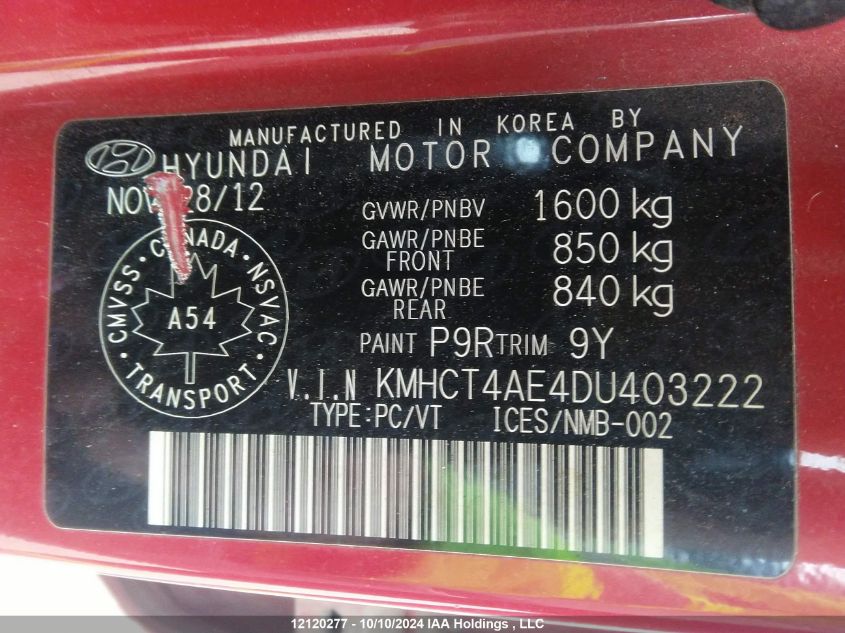 MANUFACTURED IN KOREA BY
HYUNDAI MOTOR COMPANY
NOV 28/12
GVWR/PNBV 1600 kg
GAWR/PNBE FRONT 850 kg
GAWR/PNBE REAR 840 kg
PAINT P9R TRIM 9Y
V.I.N KMHCT4AE4DU403222
TYPE:PC/VT ICES/NMB-002
CMVSS · CANADA · NSVAC · TRANSPORT ·
A54
12120277 - 10/10/2024 IAA Holdings , LLC